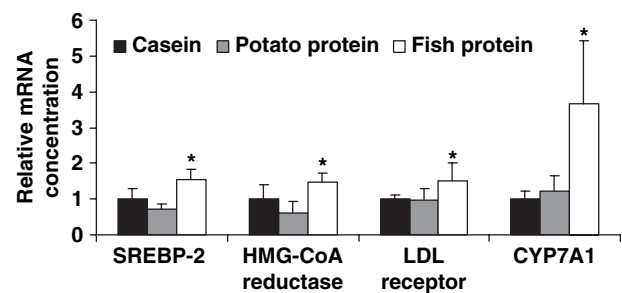 6
5
4
3
2
1
0
Relative mRNA
concentration
Casein Potato protein Fish protein
* * * *
SREBP-2 HMG-CoA reductase LDL receptor CYP7A1